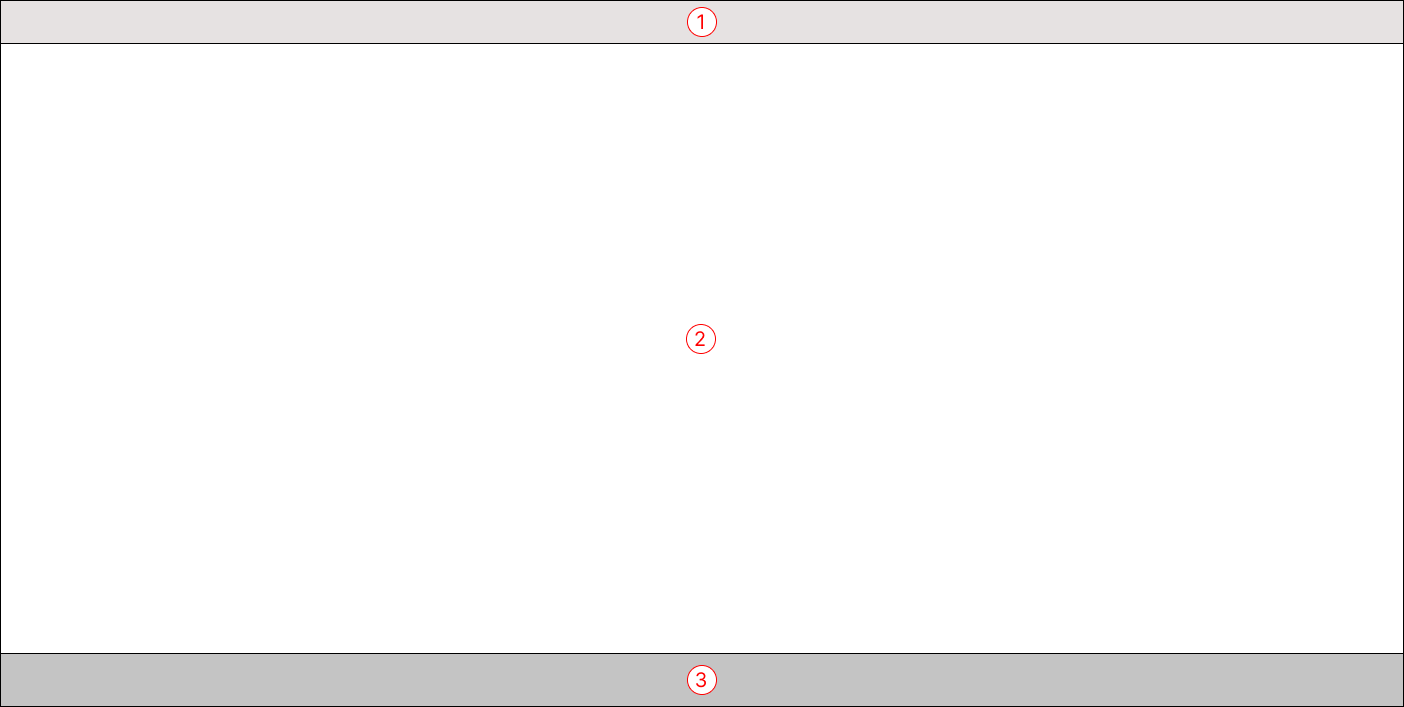 ①
②
③